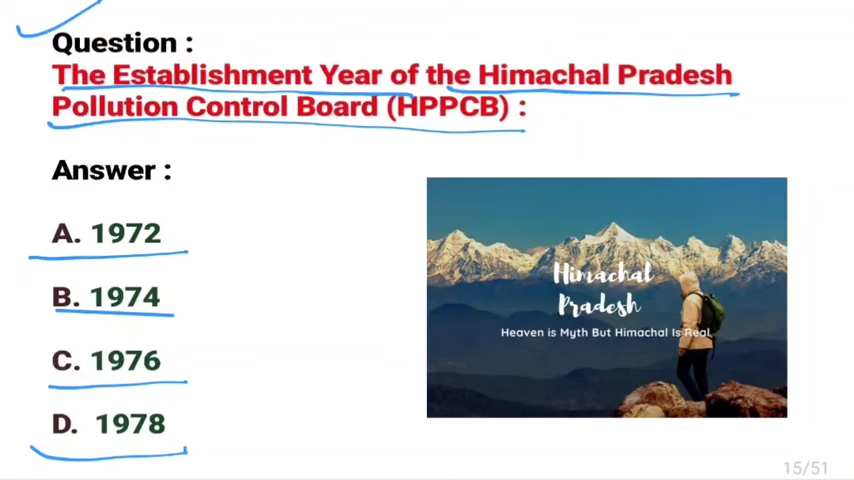 Question :
The Establishment Year of the Himachal Pradesh
Pollution Control Board (HPPCB) :
Answer :
A. 1972
B. 1974
C. 1976
D. 1978
Himachal
Pradesh
Heaven is Myth But Himachal Is Real
15/51